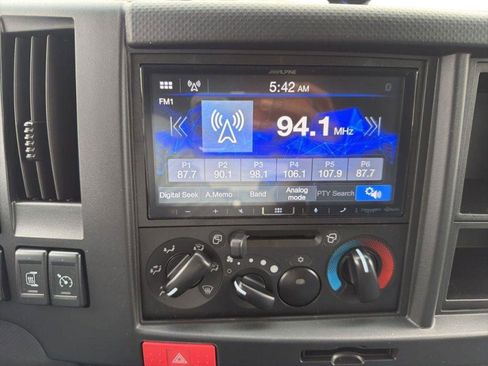 ALPINE
5:42 AM
FM1
94.1 MHz
P1 P2 P3 P4 P5 P6
87.7 90.1 98.1 106.1 107.9 87.7
Digital Seek A.Memo Band Analog mode PTY Search